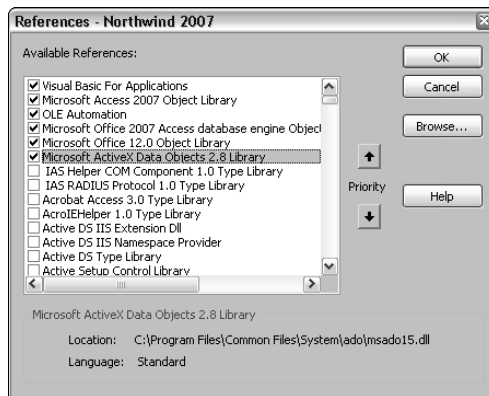 References - Northwind 2007
Available References:
OK
Cancel
Browse...
Priority
Help
Visual Basic For Applications
Microsoft Access 2007 Object Library
OLE Automation
Microsoft Office 2007 Access database engine Objec
Microsoft Office 12.0 Object Library
Microsoft ActiveX Data Objects 2.8 Library
IAS Helper COM Component 1.0 Type Library
IAS RADIUS Protocol 1.0 Type Library
Acrobat Access 3.0 Type Library
AcroIEHelper 1.0 Type Library
Active DS IIS Extension Dll
Active DS IIS Namespace Provider
Active DS Type Library
Active Setup Control Library
Microsoft ActiveX Data Objects 2.8 Library
Location: C:\Program Files\Common Files\System\ado\msado15.dll
Language: Standard